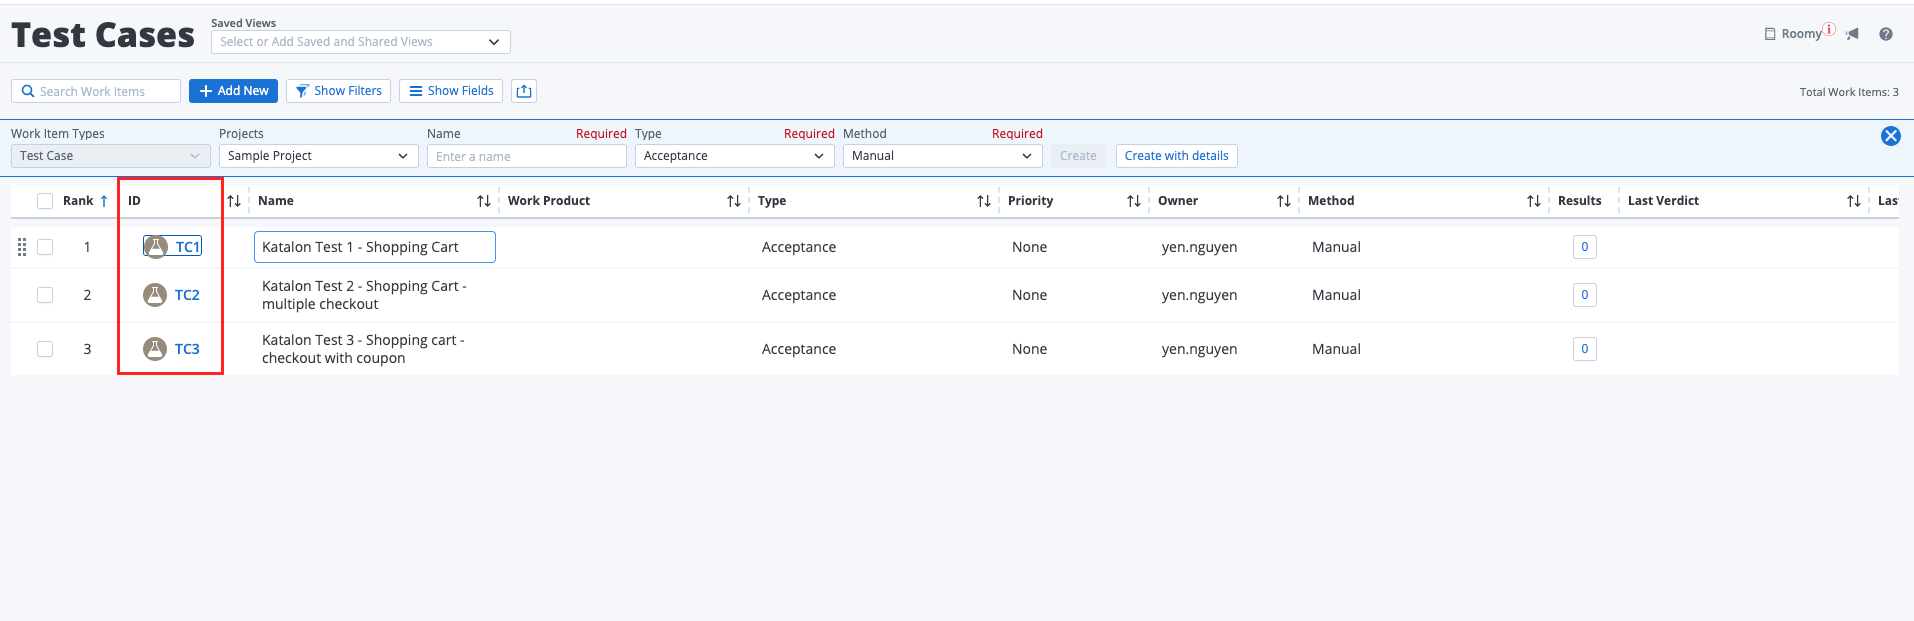 Test Cases
Saved Views
Select or Add Saved and Shared Views
Roomy
Search Work Items
Add New
Show Filters
Show Fields
Total Work Items: 3
Work Item Types
Projects
Name Required
Type Required
Method Required
Test Case
Sample Project
Enter a name
Acceptance
Manual
Create
Create with details
Rank ID Name Work Product Type Priority Owner Method Results Last Verdict Las
1 TC1 Katalon Test 1 - Shopping Cart Acceptance None yen.nguyen Manual 0
2 TC2 Katalon Test 2 - Shopping Cart - Acceptance None yen.nguyen Manual 0
multiple checkout
3 TC3 Katalon Test 3 - Shopping cart - Acceptance None yen.nguyen Manual 0
checkout with coupon